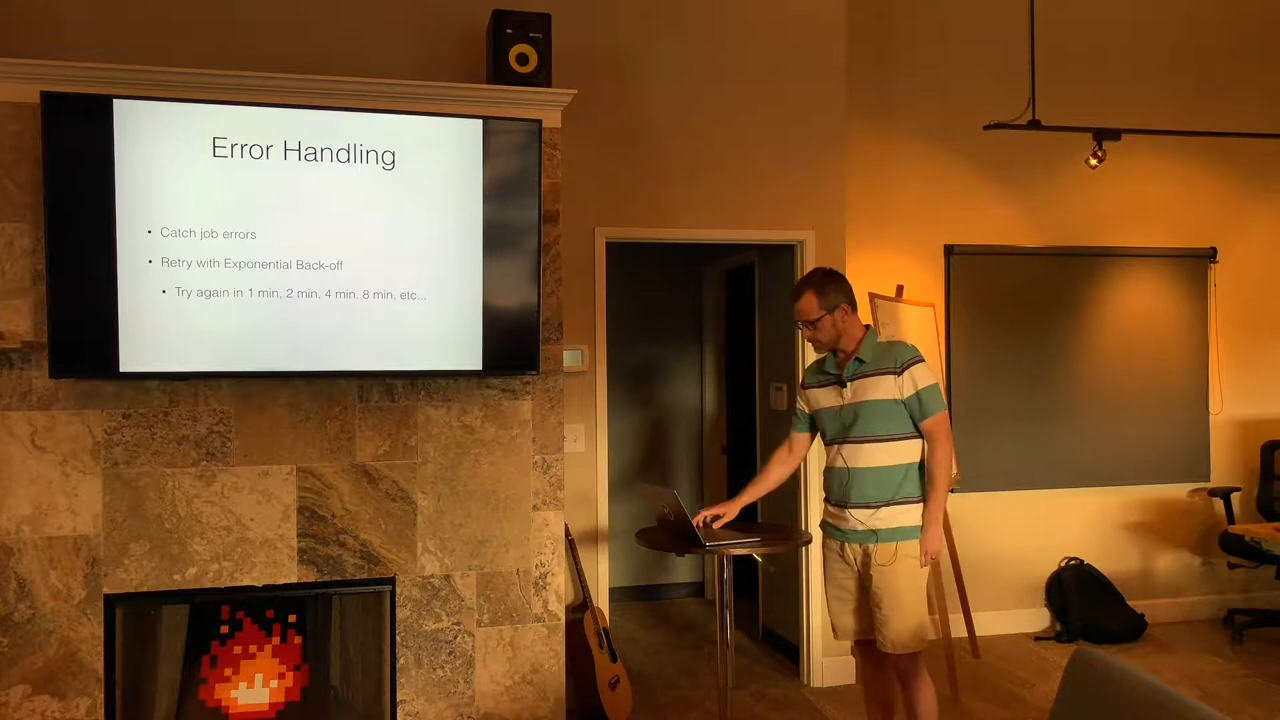 Error Handling
• Catch job errors
• Retry with Exponential Back-off
• Try again in 1 min, 2 min, 4 min, 8 min, etc...